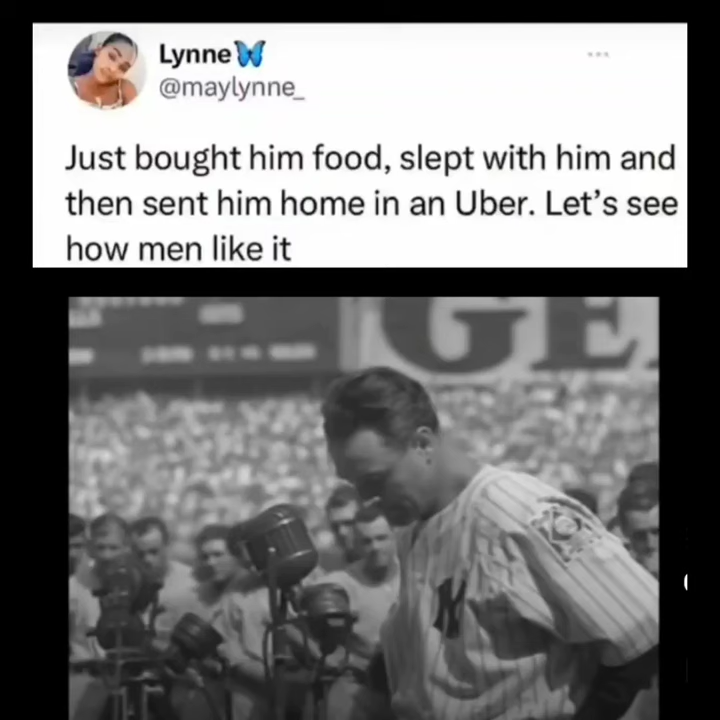 Lynne🦋
@maylynne_
Just bought him food, slept with him and
then sent him home in an Uber. Let’s see
how men like it
GE
NY